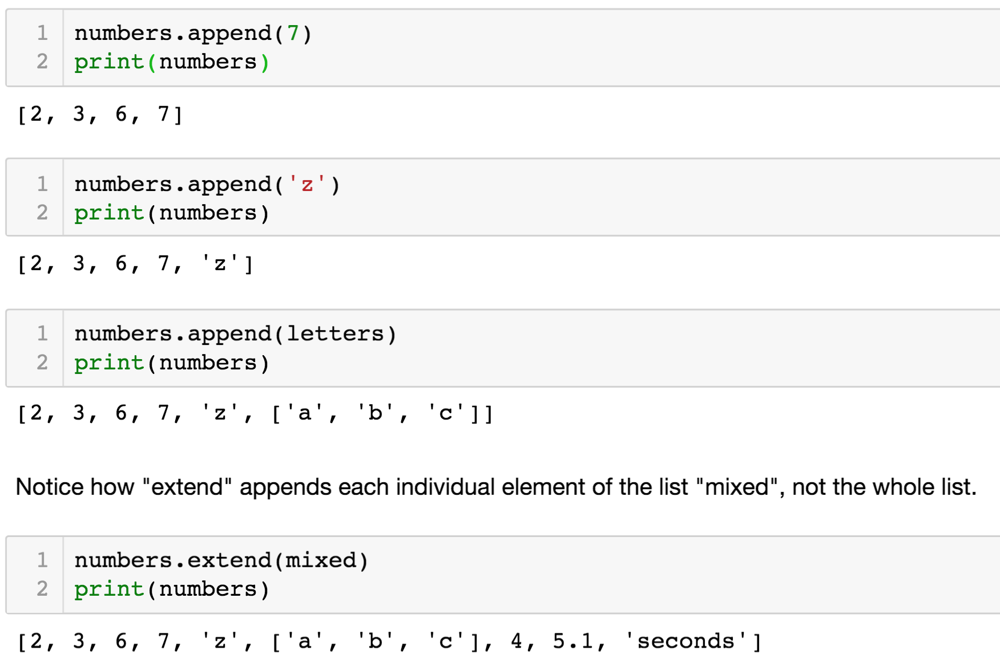 1 numbers.append(7)
2 print(numbers)
[2, 3, 6, 7]
1 numbers.append('z')
2 print(numbers)
[2, 3, 6, 7, 'z']
1 numbers.append(letters)
2 print(numbers)
[2, 3, 6, 7, 'z', ['a', 'b', 'c']]
Notice how "extend" appends each individual element of the list "mixed", not the whole list.
1 numbers.extend(mixed)
2 print(numbers)
[2, 3, 6, 7, 'z', ['a', 'b', 'c'], 4, 5.1, 'seconds']